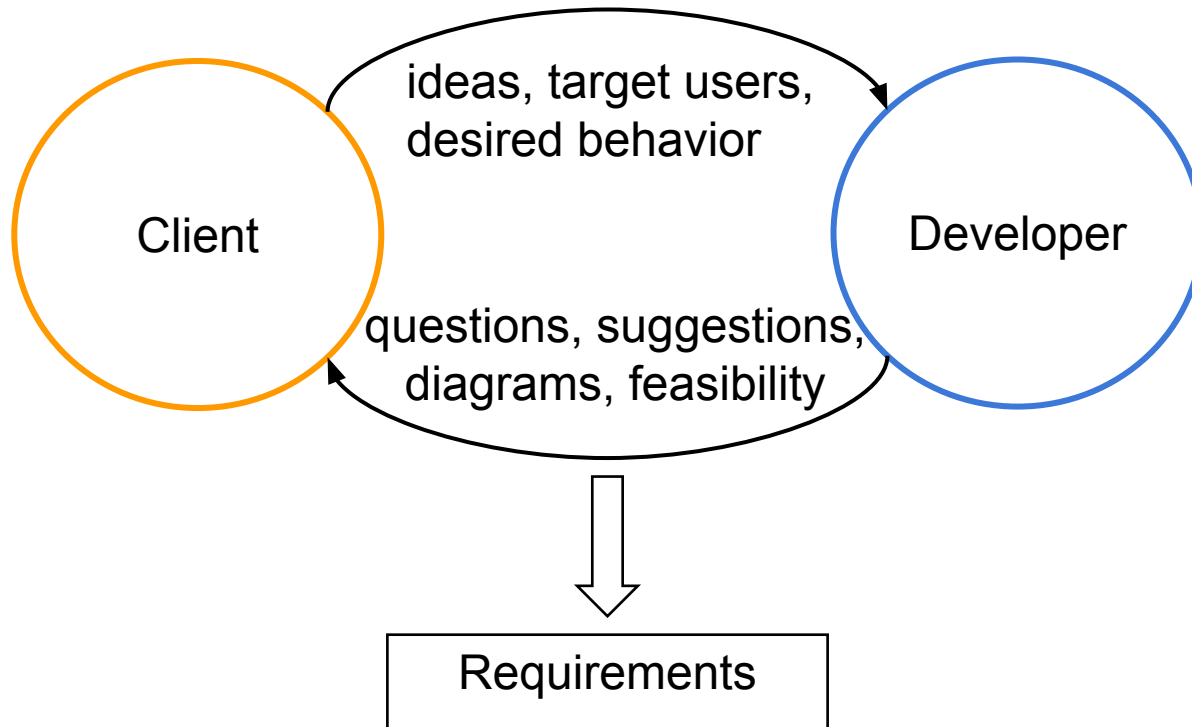 ideas, target users,
desired behavior
Client
Developer
questions, suggestions,
diagrams, feasibility
Requirements